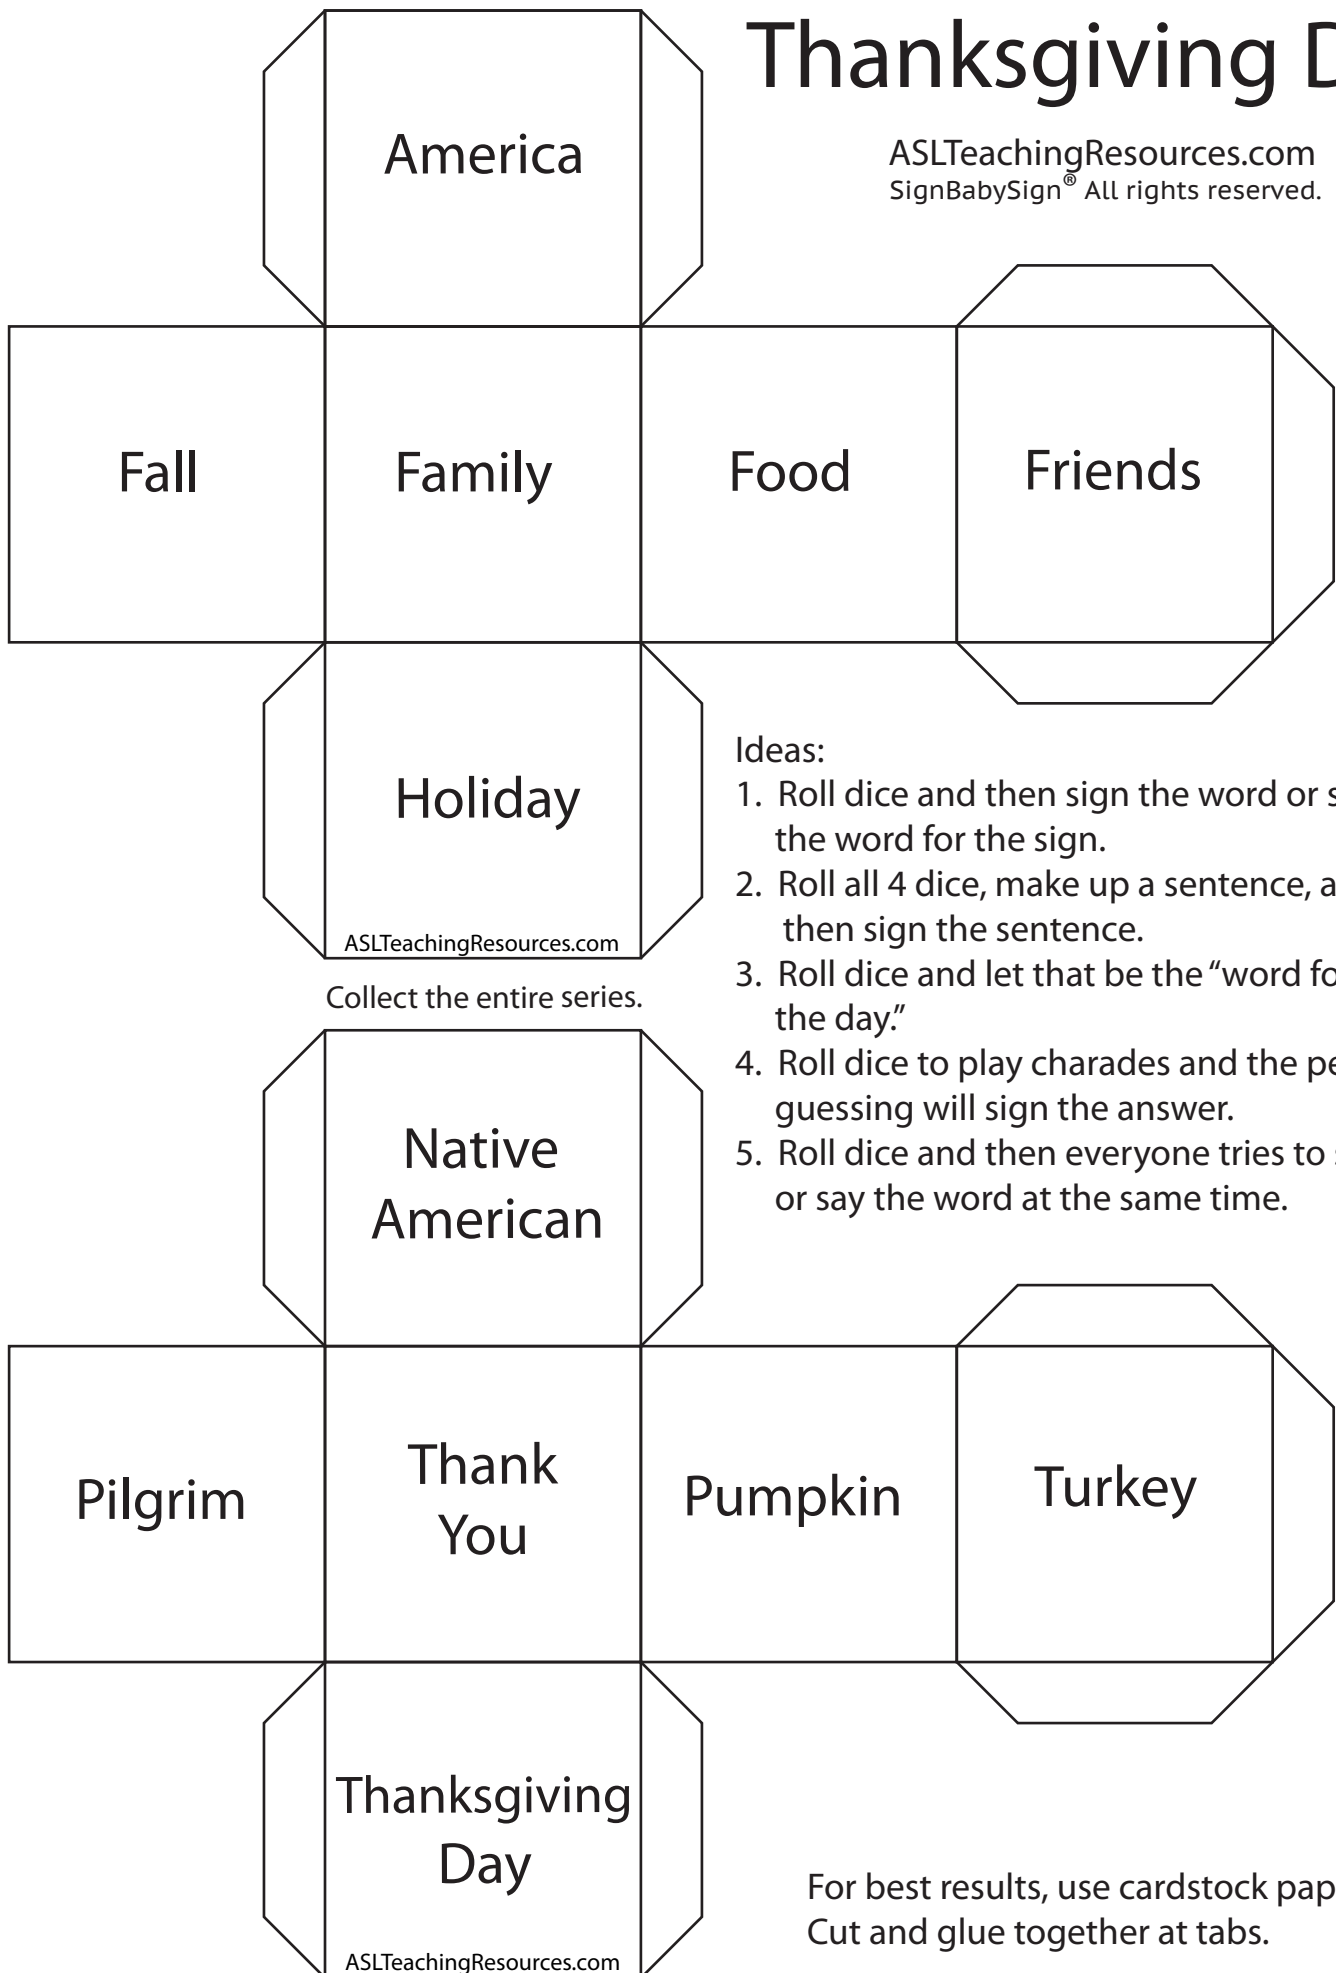 Thanksgiving D
ASLTeachingResources.com
SignBabySign® All rights reserved.
America
Fall
Family
Food
Friends
Holiday
ASLTeachingResources.com
Collect the entire series.
Ideas:
1. Roll dice and then sign the word or s
the word for the sign.
2. Roll all 4 dice, make up a sentence, a
then sign the sentence.
3. Roll dice and let that be the “word fo
the day.”
4. Roll dice to play charades and the pe
guessing will sign the answer.
5. Roll dice and then everyone tries to s
or say the word at the same time.
Native
American
Pilgrim
Thank
You
Pumpkin
Turkey
Thanksgiving
Day
ASLTeachingResources.com
For best results, use cardstock pap
Cut and glue together at tabs.